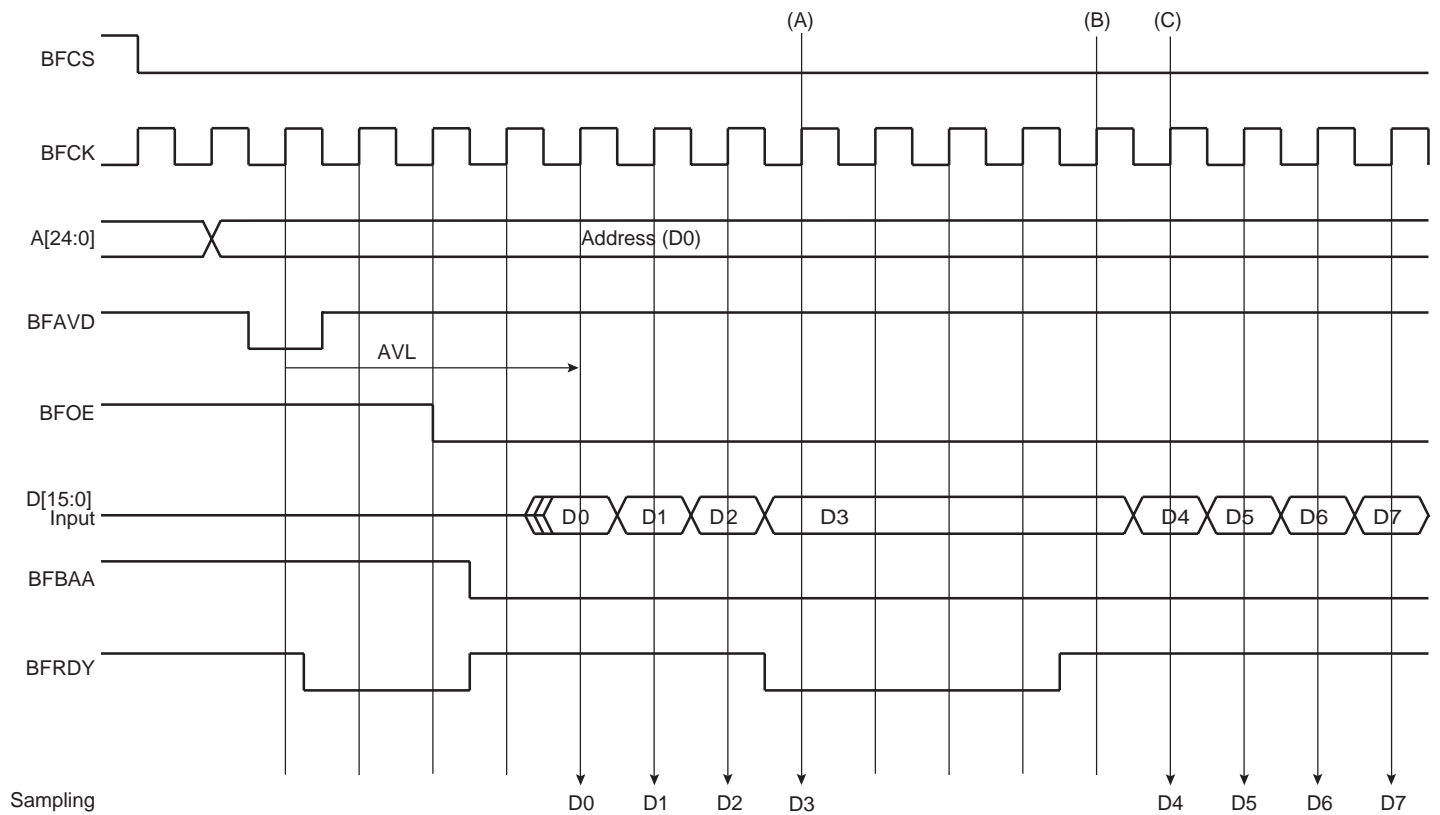 (A) (B) (C)
BFCS
BFCK
A[24:0] Address (D0)
BFAVD
AVL
BFOE
D[15:0]
Input D0 D1 D2 D3 D4 D5 D6 D7
BFBAA
BFRDY
Sampling D0 D1 D2 D3 D4 D5 D6 D7